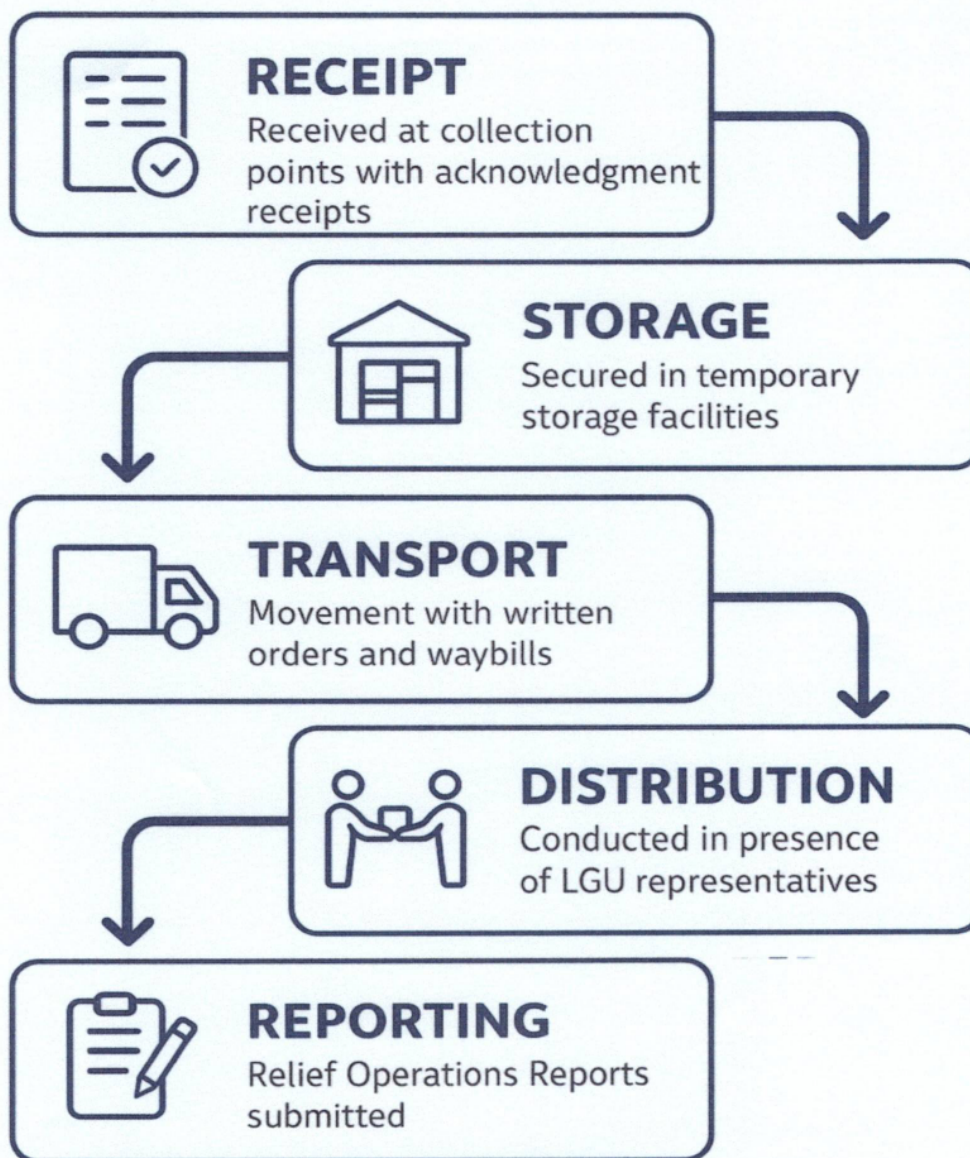 RECEIPT
Received at collection
points with acknowledgment
receipts
STORAGE
Secured in temporary
storage facilities
TRANSPORT
Movement with written
orders and waybills
DISTRIBUTION
Conducted in presence
of LGU representatives
REPORTING
Relief Operations Reports
submitted